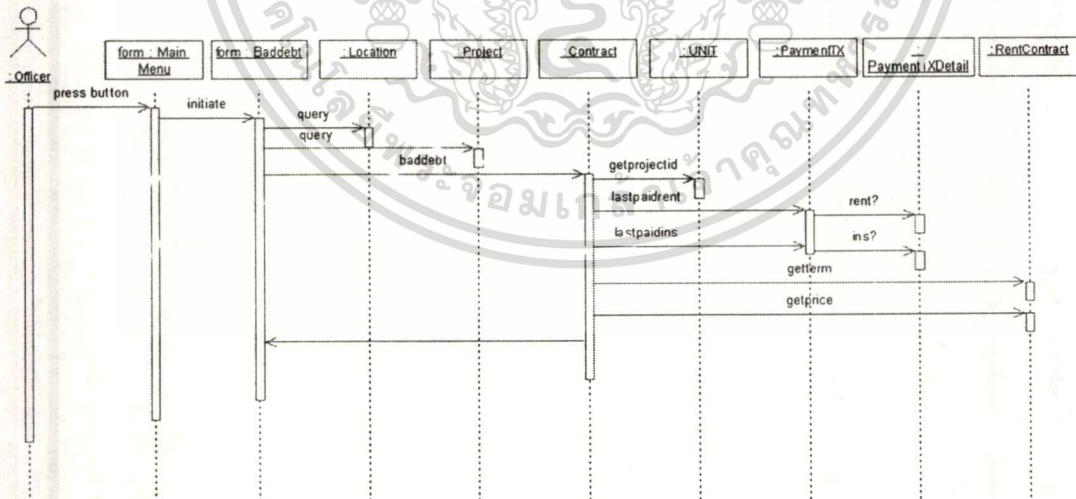 : Officer
form : Main
Menu
form : Baddebt
: Location
: Project
: Contract
: UNIT
: PaymentTX
:
PaymentTXDetail
: RentContract
press button
initiate
query
query
baddebt
getprojectid
lastpaidrent
rent?
lastpaidins
ins?
getterm
getprice